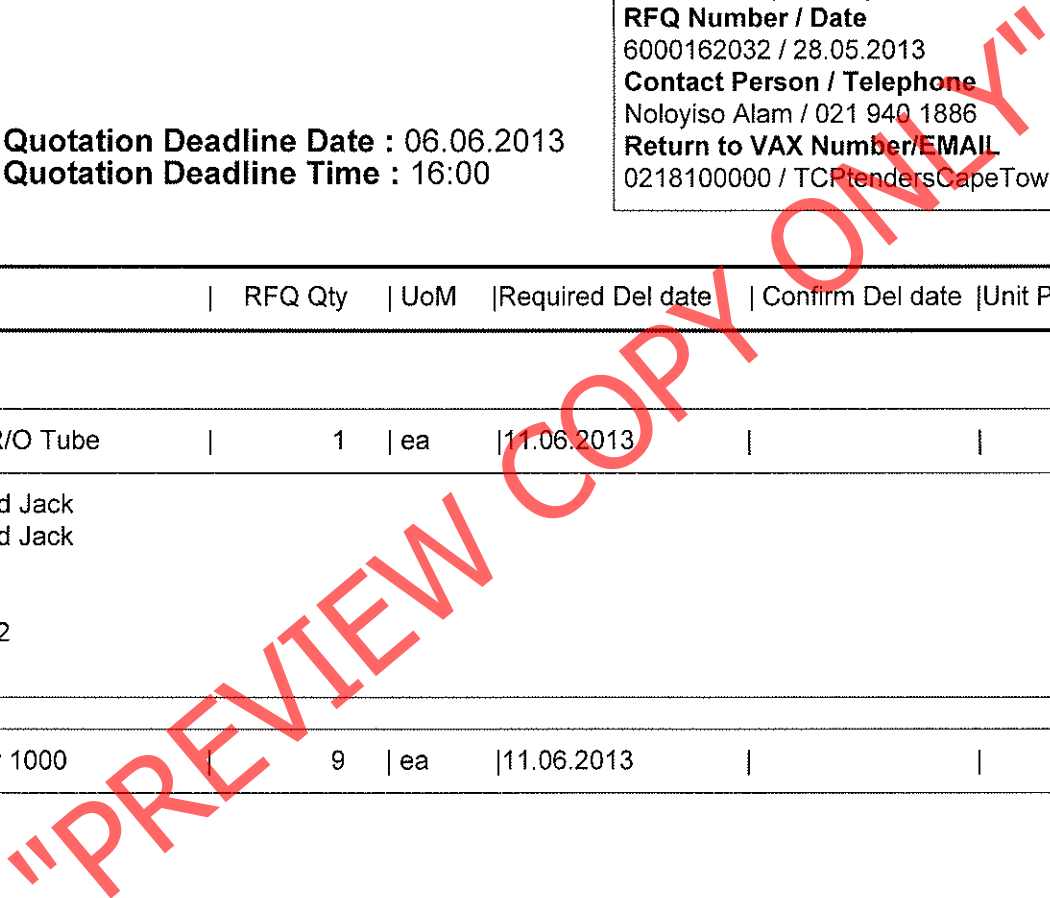 RFQ Number / Date
6000162032 / 28.05.2013
Contact Person / Telephone
Noloyiso Alam / 021 940 1886
Quotation Deadline Date : 06.06.2013
Return to VAX Number/EMAIL
Quotation Deadline Time : 16:00
0218100000 / TCPtendersCapeTow
| RFQ Qty | UoM |Required Del date | Confirm Del date |Unit P
/O Tube | 1 | ea |11.06.2013 | |
d Jack
d Jack
2
1000 | 9 | ea |11.06.2013 | |
"PREVIEW COPY ONLY"